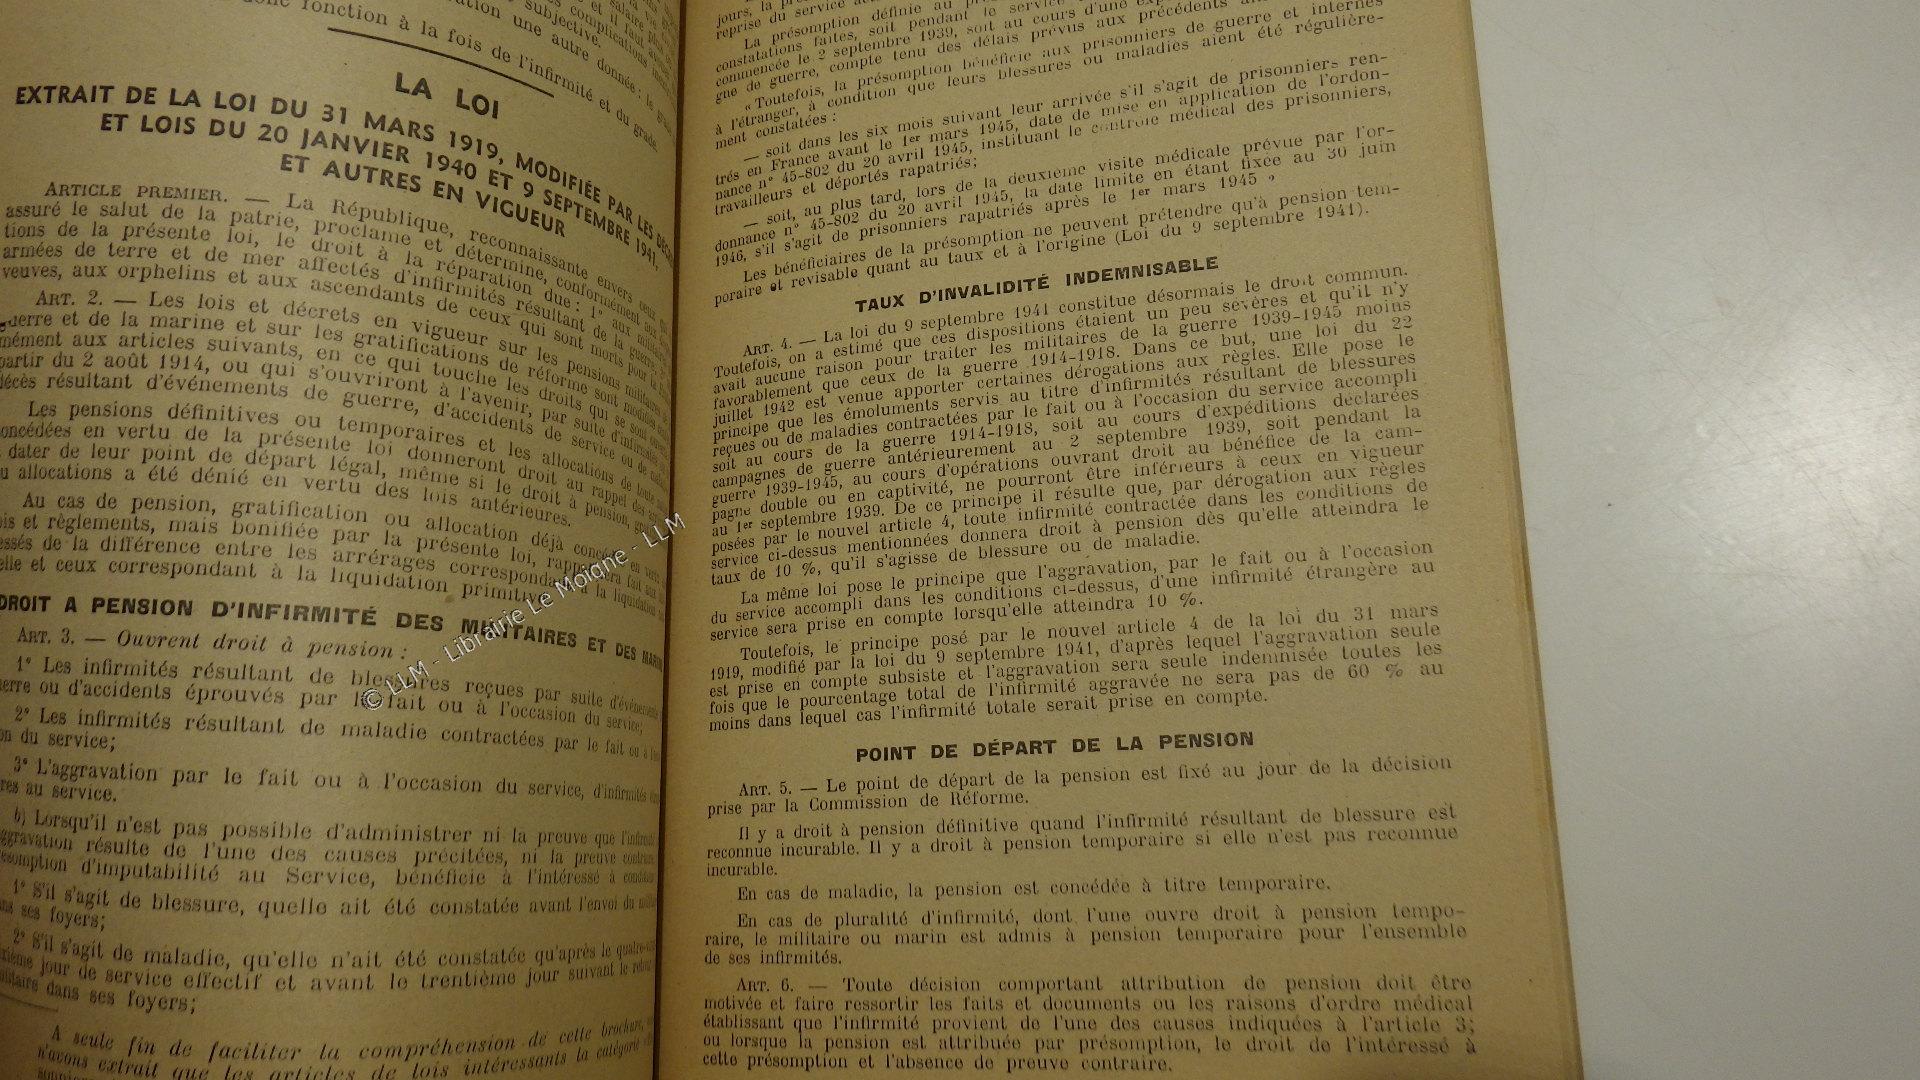 donc fonction à la fois de l'infirmité et du grade.
LA LOI
EXTRAIT DE LA LOI DU 31 MARS 1919, MODIFIÉE PAR LES
ET LOIS DU 20 JANVIER 1940 ET 9 SEPTEMBRE 1941,
ET AUTRES EN VIGUEUR
ARTICLE PREMIER. — La République, reconnaissante envers ceux
assuré le salut de la patrie, proclame et détermine, conformément
tions de la présente loi, le droit à la réparation due : 1° aux
armées de terre et de mer affectés d'infirmités résultant de la guerre
veuves, aux orphelins et aux ascendants de ceux qui sont morts pour la
ART. 2. — Les lois et décrets en vigueur sur les pensions militaires
guerre et de la marine et sur les gratifications de réforme sont modifiés
mément aux articles suivants, en ce qui touche les droits qui se sont
partir du 2 août 1914, ou qui s'ouvriront à l'avenir, par suite d'infirmités
décès résultant d'événements de guerre, d'accidents de service ou de
Les pensions définitives ou temporaires et les allocations de toute
concédées en vertu de la présente loi donneront droit au rappel des
dater de leur point de départ légal, même si le droit à pension,
ou allocations a été dénié en vertu des lois antérieures.
Au cas de pension, gratification ou allocation déjà
ois et règlements, mais bonifiée par la présente loi, rappel sera fait aux
essés de la différence entre les arrérages à la liquidation
elle et ceux correspondant à la liquidation
DROIT A PENSION D'INFIRMITÉ DES MILITAIRES ET DES
ART. 3. — Ouvrent droit à pension :
1° Les infirmités résultant de blessures reçues par suite d'événements
erre ou d'accidents éprouvés par le fait ou à l'occasion du service;
2° Les infirmités résultant de maladie contractées par le fait ou à
on du service;
3° L'aggravation par le fait ou à l'occasion du service, d'infirmités
res au service.
b) Lorsqu'il n'est pas possible d'administrer ni la preuve que
aggravation résulte de l'une des causes précitées, ni la preuve
résomption d'imputabilité au Service, bénéficie à l'intéressé à
1° S'il s'agit de blessure, quelle ait été constatée avant l'envoi du
ans ses foyers;
2° S'il s'agit de maladie, qu'elle n'ait été constatée qu'après le
xième jour de service effectif et avant le trentième jour suivant le
militaire dans ses foyers;
A seule fin de faciliter la compréhension de cette brochure,
n'avons extrait que les articles de lois intéressants la catégorie
© LLM - Librairie Le Moigne - LLM
reprise du service
La présomption définie au
constatations faites, soit pendant le service
commencée le 2 septembre 1939, soit au cours d'une
gue de guerre, compte tenu des délais prévus aux précédents
« Toutefois, la présomption bénéficie aux prisonniers de guerre et internés
à l'étranger, à condition que leurs blessures ou maladies aient été régulière-
ment constatées :
— soit dans les six mois suivant leur arrivée s'il s'agit de prisonniers ren-
trés en France avant le 1er mars 1945, date de mise en application de l'ordon-
nance n° 45-802 du 20 avril 1945, instituant le contrôle médical des prisonniers,
travailleurs et déportés rapatriés;
— soit, au plus tard, lors de la deuxième visite médicale prévue par l'or-
donnance n° 45-802 du 20 avril 1945, la date limite en étant fixée au 30 juin
1946, s'il s'agit de prisonniers rapatriés après le 1er mars 1945 »
Les bénéficiaires de la présomption ne peuvent prétendre qu'à pension tem-
poraire et revisable quant au taux et à l'origine (Loi du 9 septembre 1941).
TAUX D'INVALIDITÉ INDEMNISABLE
ART. 4. — La loi du 9 septembre 1941 constitue désormais le droit commun.
Toutefois, on a estimé que ces dispositions étaient un peu sévères et qu'il n'y
avait aucune raison pour traiter les militaires de la guerre 1939-1945 moins
favorablement que ceux de la guerre 1914-1918. Dans ce but, une loi du 22
juillet 1942 est venue apporter certaines dérogations aux règles. Elle pose le
principe que les émoluments servis au titre d'infirmités résultant de blessures
reçues ou de maladies contractées par le fait ou à l'occasion du service accompli
soit au cours de la guerre 1914-1918, soit au cours d'expéditions déclarées
campagnes de guerre antérieurement au 2 septembre 1939, soit pendant la
guerre 1939-1945, au cours d'opérations ouvrant droit au bénéfice de la cam-
pagne double ou en captivité, ne pourront être inférieurs à ceux en vigueur
au 1er septembre 1939. De ce principe il résulte que, par dérogation aux règles
posées par le nouvel article 4, toute infirmité contractée dans les conditions de
service ci-dessus mentionnées donnera droit à pension dès qu'elle atteindra le
taux de 10 %, qu'il s'agisse de blessure ou de maladie.
La même loi pose le principe que l'aggravation, par le fait ou à l'occasion
du service accompli dans les conditions ci-dessus, d'une infirmité étrangère au
service sera prise en compte lorsqu'elle atteindra 10 %.
Toutefois, le principe posé par le nouvel article 4 de la loi du 31 mars
1919, modifié par la loi du 9 septembre 1941, d'après lequel l'aggravation seule
est prise en compte subsiste et l'aggravation sera seule indemnisée toutes les
fois que le pourcentage total de l'infirmité aggravée ne sera pas de 60 % au
moins dans lequel cas l'infirmité totale serait prise en compte.
POINT DE DÉPART DE LA PENSION
ART. 5. — Le point de départ de la pension est fixé au jour de la décision
prise par la Commission de Réforme.
Il y a droit à pension définitive quand l'infirmité résultant de blessure est
reconnue incurable. Il y a droit à pension temporaire si elle n'est pas reconnue
incurable.
En cas de maladie, la pension est concédée à titre temporaire.
En cas de pluralité d'infirmité, dont l'une ouvre droit à pension tempo-
raire, le militaire ou marin est admis à pension temporaire pour l'ensemble
de ses infirmités.
ART. 6. — Toute décision comportant attribution de pension doit être
motivée et faire ressortir les faits et documents ou les raisons d'ordre médical
établissant que l'infirmité provient de l'une des causes indiquées à l'article 3;
ou lorsque la pension est attribuée par présomption, le droit de l'intéressé à
cette présomption et l'absence de preuve contraire.